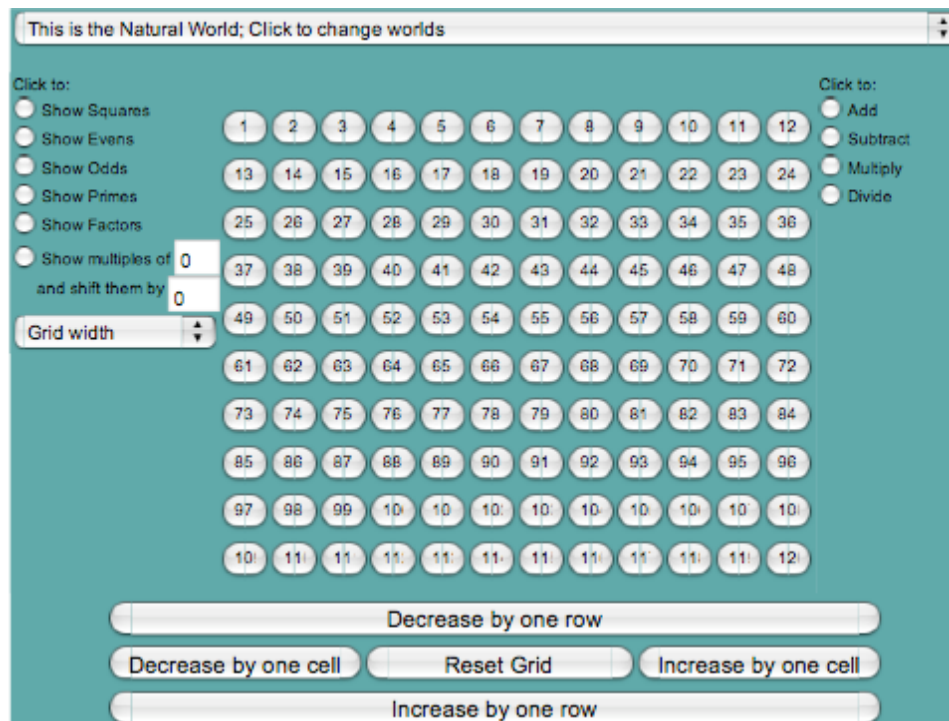 This is the Natural World; Click to change worlds
Click to:
Show Squares
Show Evens
Show Odds
Show Primes
Show Factors
Show multiples of 0
and shift them by 0
Grid width
1 2 3 4 5 6 7 8 9 10 11 12
13 14 15 16 17 18 19 20 21 22 23 24
25 26 27 28 29 30 31 32 33 34 35 36
37 38 39 40 41 42 43 44 45 46 47 48
49 50 51 52 53 54 55 56 57 58 59 60
61 62 63 64 65 66 67 68 69 70 71 72
73 74 75 76 77 78 79 80 81 82 83 84
85 86 87 88 89 90 91 92 93 94 95 96
97 98 99
Click to:
Add
Subtract
Multiply
Divide
Decrease by one row
Decrease by one cell
Reset Grid
Increase by one cell
Increase by one row